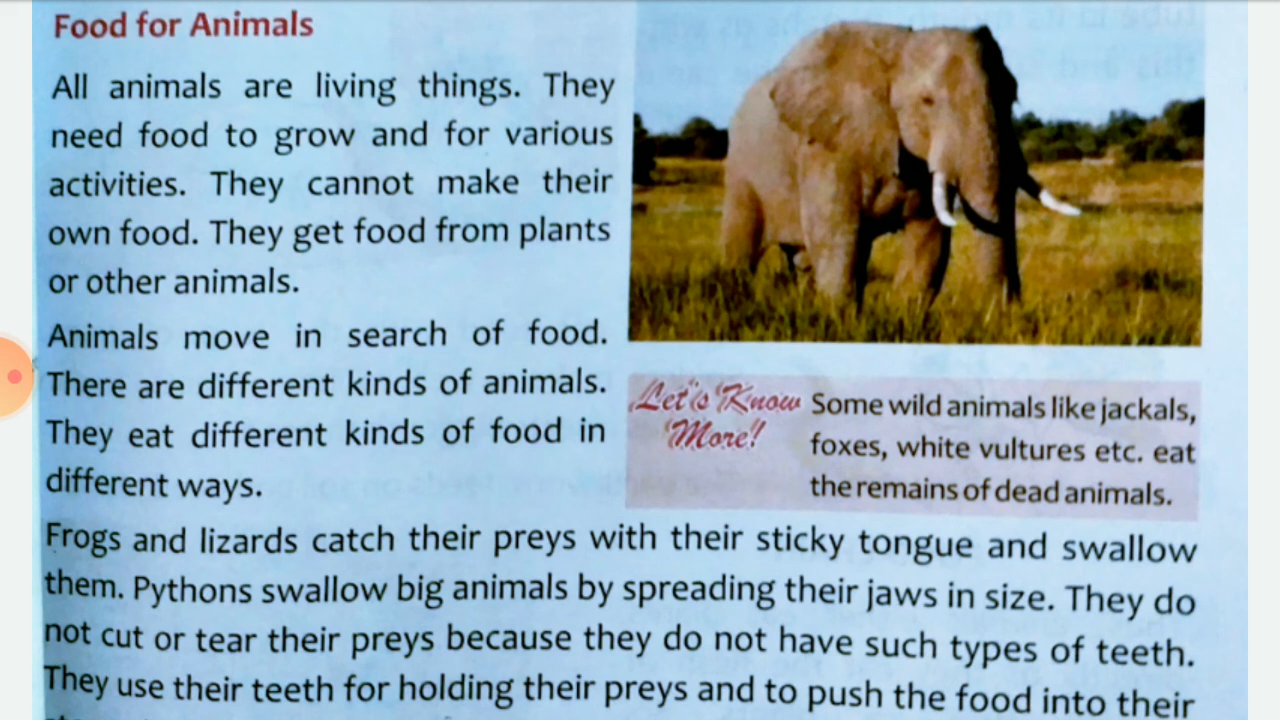 Food for Animals
All animals are living things. They
need food to grow and for various
activities. They cannot make their
own food. They get food from plants
or other animals.
Animals move in search of food.
There are different kinds of animals.
They eat different kinds of food in
different ways.
Let's Know
More!
Some wild animals like jackals,
foxes, white vultures etc. eat
the remains of dead animals.
Frogs and lizards catch their preys with their sticky tongue and swallow
them. Pythons swallow big animals by spreading their jaws in size. They do
not cut or tear their preys because they do not have such types of teeth.
They use their teeth for holding their preys and to push the food into their